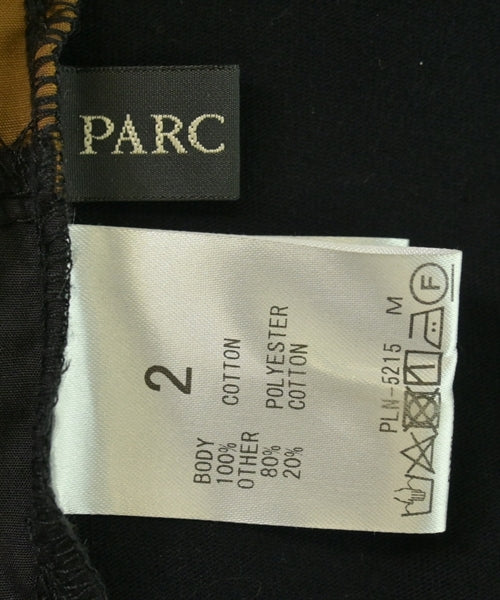 PARC
2
BODY
100% COTTON
OTHER
80% POLYESTER
20% COTTON
PLN-5215 M
F